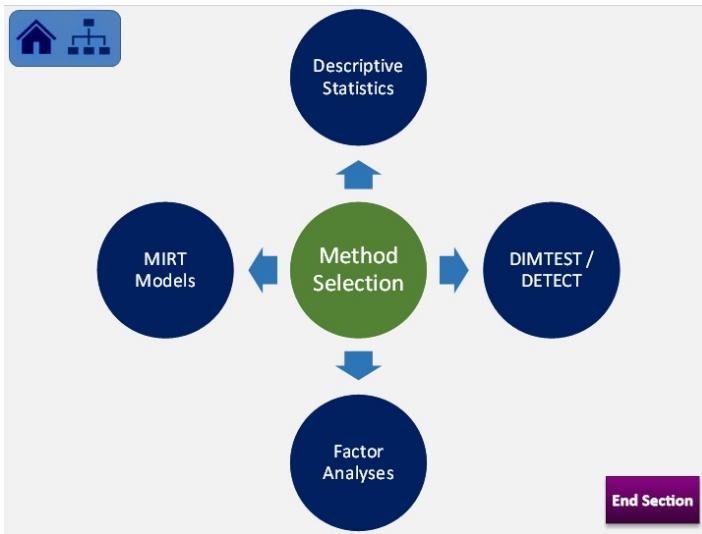 Descriptive
Statistics
MIRT
Models
Method
Selection
DIMTEST /
DETECT
Factor
Analyses
End Section